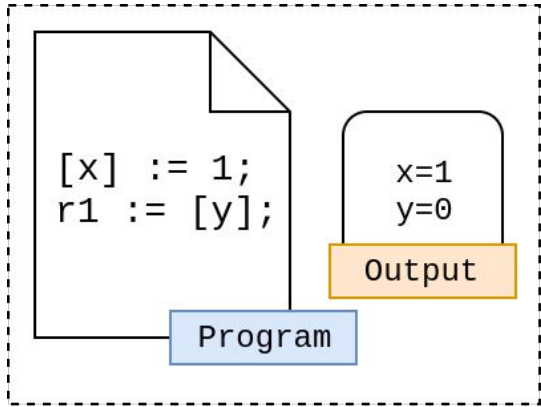 [x] := 1;
r1 := [y];
Program
x=1
y=0
Output